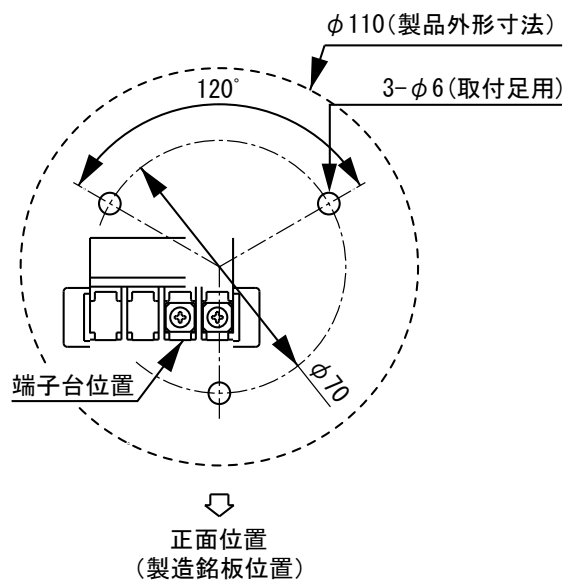 φ110(製品外形寸法)
3-φ6(取付足用)
120°
φ70
端子台位置
正面位置
(製造銘板位置)